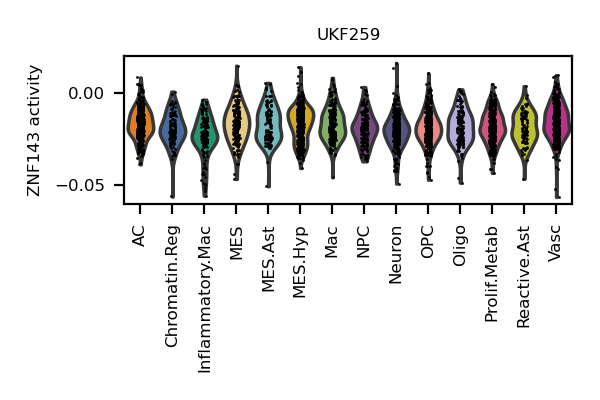 UKF259
ZNF143 activity
0.00
−0.05
AC
Chromatin.Reg
Inflammatory.Mac
MES
MES.Ast
MES.Hyp
Mac
NPC
Neuron
OPC
Oligo
Prolif.Metab
Reactive.Ast
Vasc